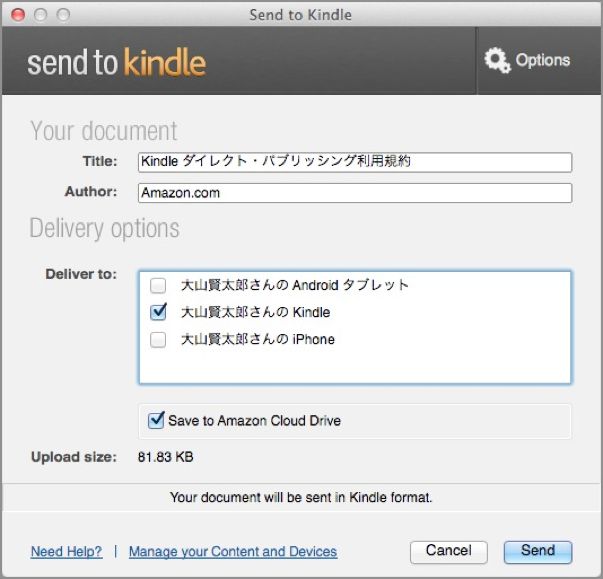 Send to Kindle
send to kindle
Options
Your document
Title: Kindle ダイレクト・パブリッシング利用規約
Author: Amazon.com
Delivery options
Deliver to:
大山賢太郎さんの Android タブレット
大山賢太郎さんの Kindle
大山賢太郎さんの iPhone
Save to Amazon Cloud Drive
Upload size: 81.83 KB
Your document will be sent in Kindle format.
Need Help? | Manage your Content and Devices Cancel Send